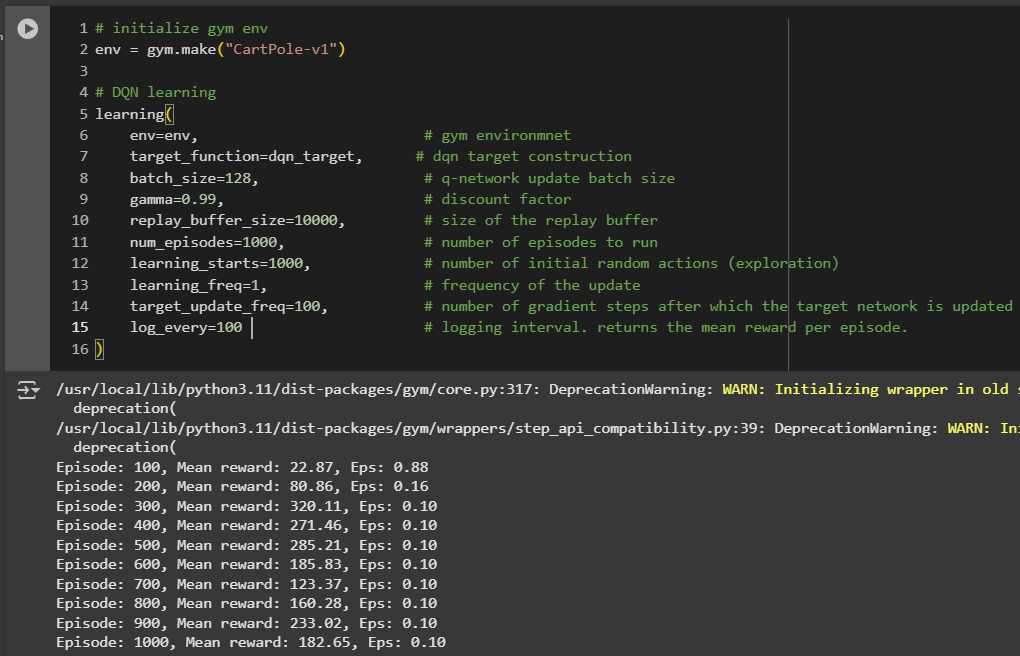 1 # initialize gym env
2 env = gym.make("CartPole-v1")
3
4 # DQN learning
5 learning(
6     env=env,                          # gym environmnet
7     target_function=dqn_target,      # dqn target construction
8     batch_size=128,                   # q-network update batch size
9     gamma=0.99,                       # discount factor
10     replay_buffer_size=10000,         # size of the replay buffer
11     num_episodes=1000,                # number of episodes to run
12     learning_starts=1000,             # number of initial random actions (exploration)
13     learning_freq=1,                  # frequency of the update
14     target_update_freq=100,           # number of gradient steps after which the target network is updated
15     log_every=100                     # logging interval. returns the mean reward per episode.
16 )
/usr/local/lib/python3.11/dist-packages/gym/core.py:317: DeprecationWarning: WARN: Initializing wrapper in old
  deprecation(
/usr/local/lib/python3.11/dist-packages/gym/wrappers/step_api_compatibility.py:39: DeprecationWarning: WARN:
  deprecation(
Episode: 100, Mean reward: 22.87, Eps: 0.88
Episode: 200, Mean reward: 80.86, Eps: 0.16
Episode: 300, Mean reward: 320.11, Eps: 0.10
Episode: 400, Mean reward: 271.46, Eps: 0.10
Episode: 500, Mean reward: 285.21, Eps: 0.10
Episode: 600, Mean reward: 185.83, Eps: 0.10
Episode: 700, Mean reward: 123.37, Eps: 0.10
Episode: 800, Mean reward: 160.28, Eps: 0.10
Episode: 900, Mean reward: 233.02, Eps: 0.10
Episode: 1000, Mean reward: 182.65, Eps: 0.10